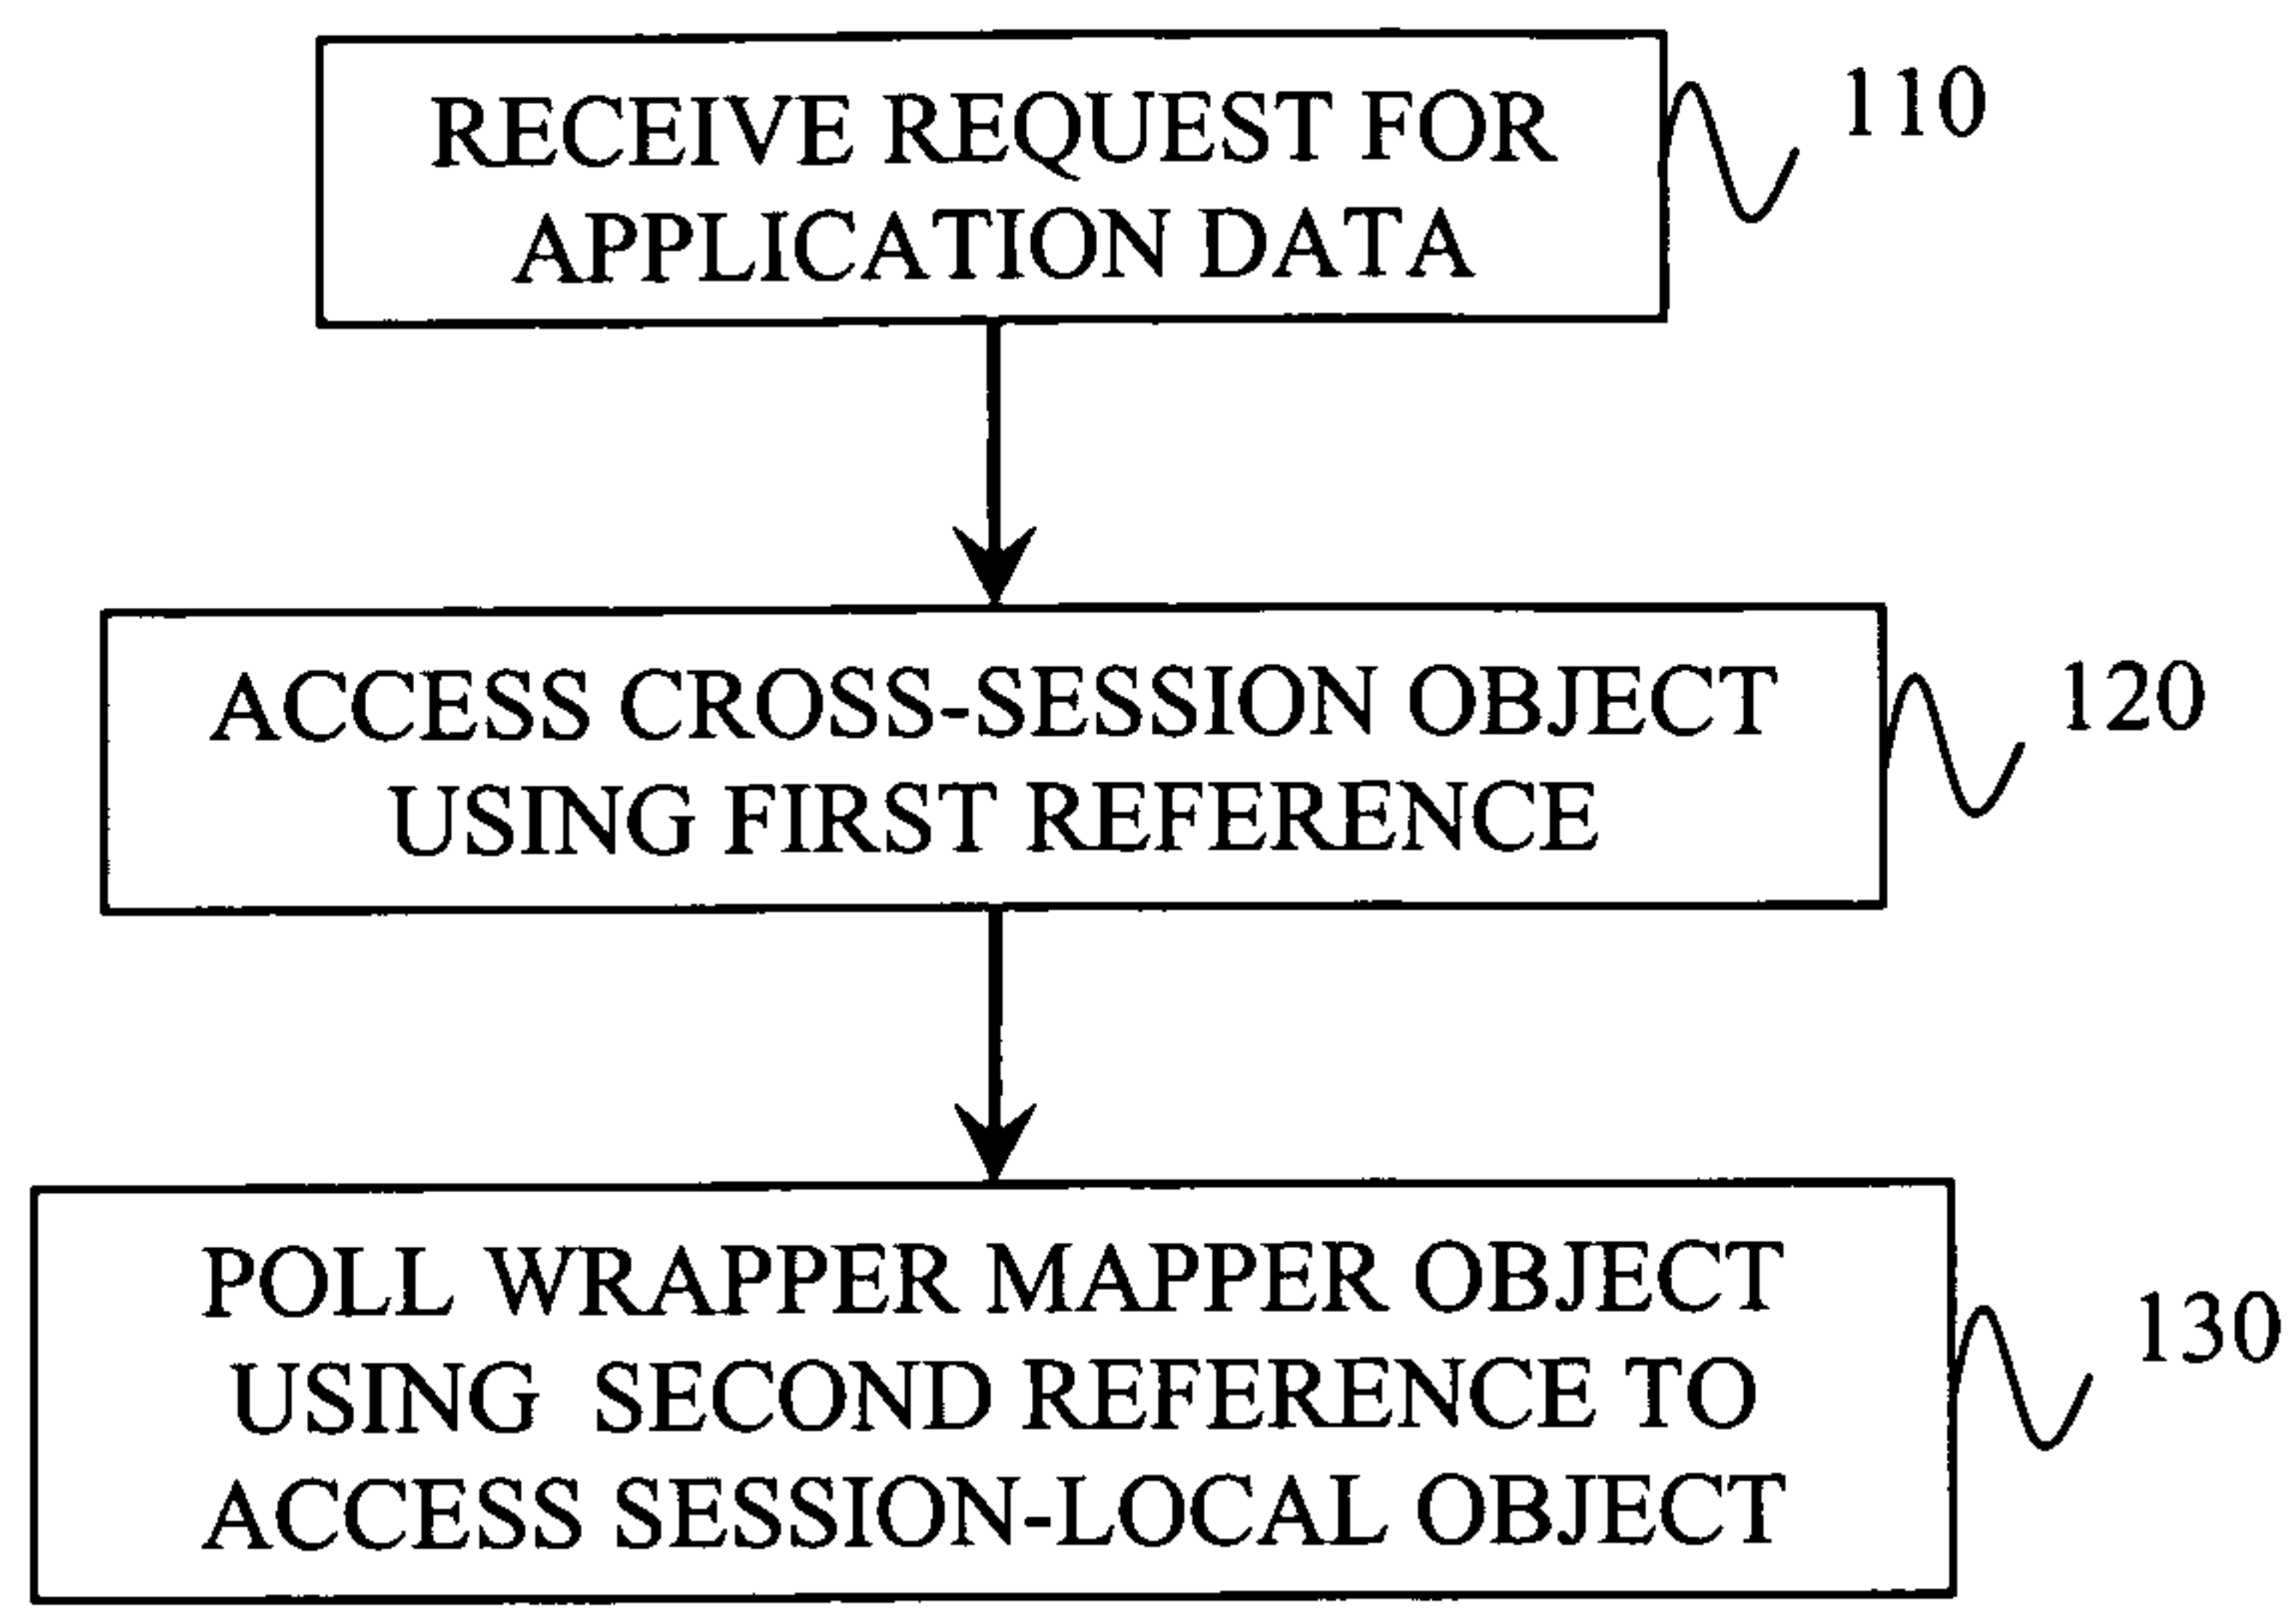 RECEIVE REQUEST FOR
APPLICATION DATA
110
ACCESS CROSS-SESSION OBJECT
USING FIRST REFERENCE
120
POLL WRAPPER MAPPER OBJECT
USING SECOND REFERENCE TO
ACCESS SESSION-LOCAL OBJECT
130